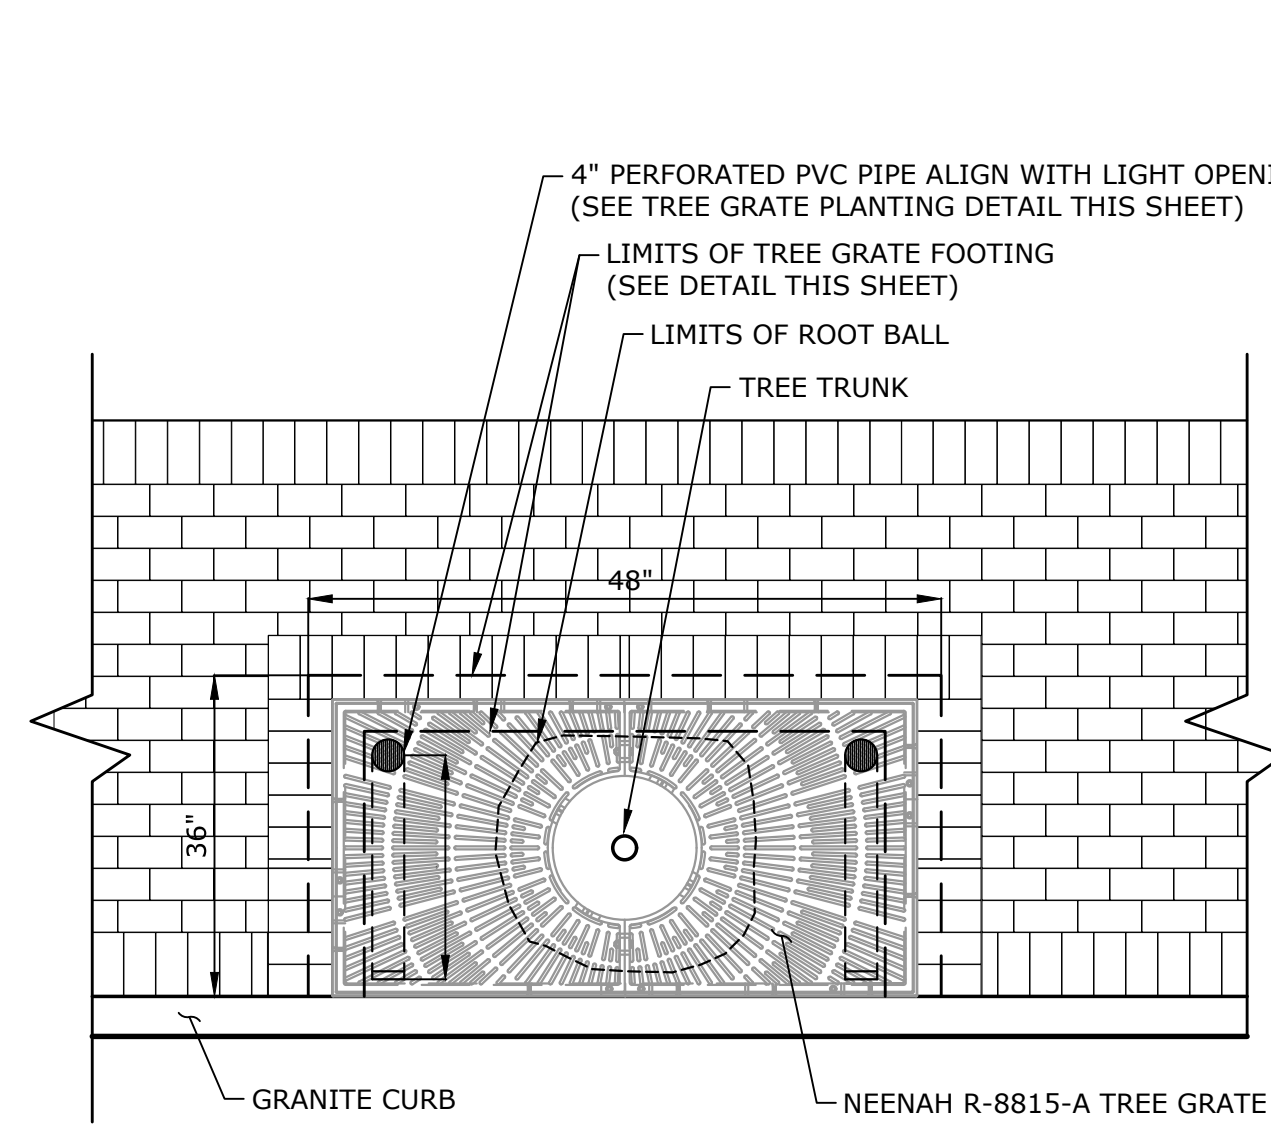 4" PERFORATED PVC PIPE ALIGN WITH LIGHT
(SEE TREE GRATE PLANTING DETAIL THIS SHEET)
LIMITS OF TREE GRATE FOOTING
(SEE DETAIL THIS SHEET)
LIMITS OF ROOT BALL
TREE TRUNK
48"
36"
GRANITE CURB
NEENAH R-8815-A TREE GRATE